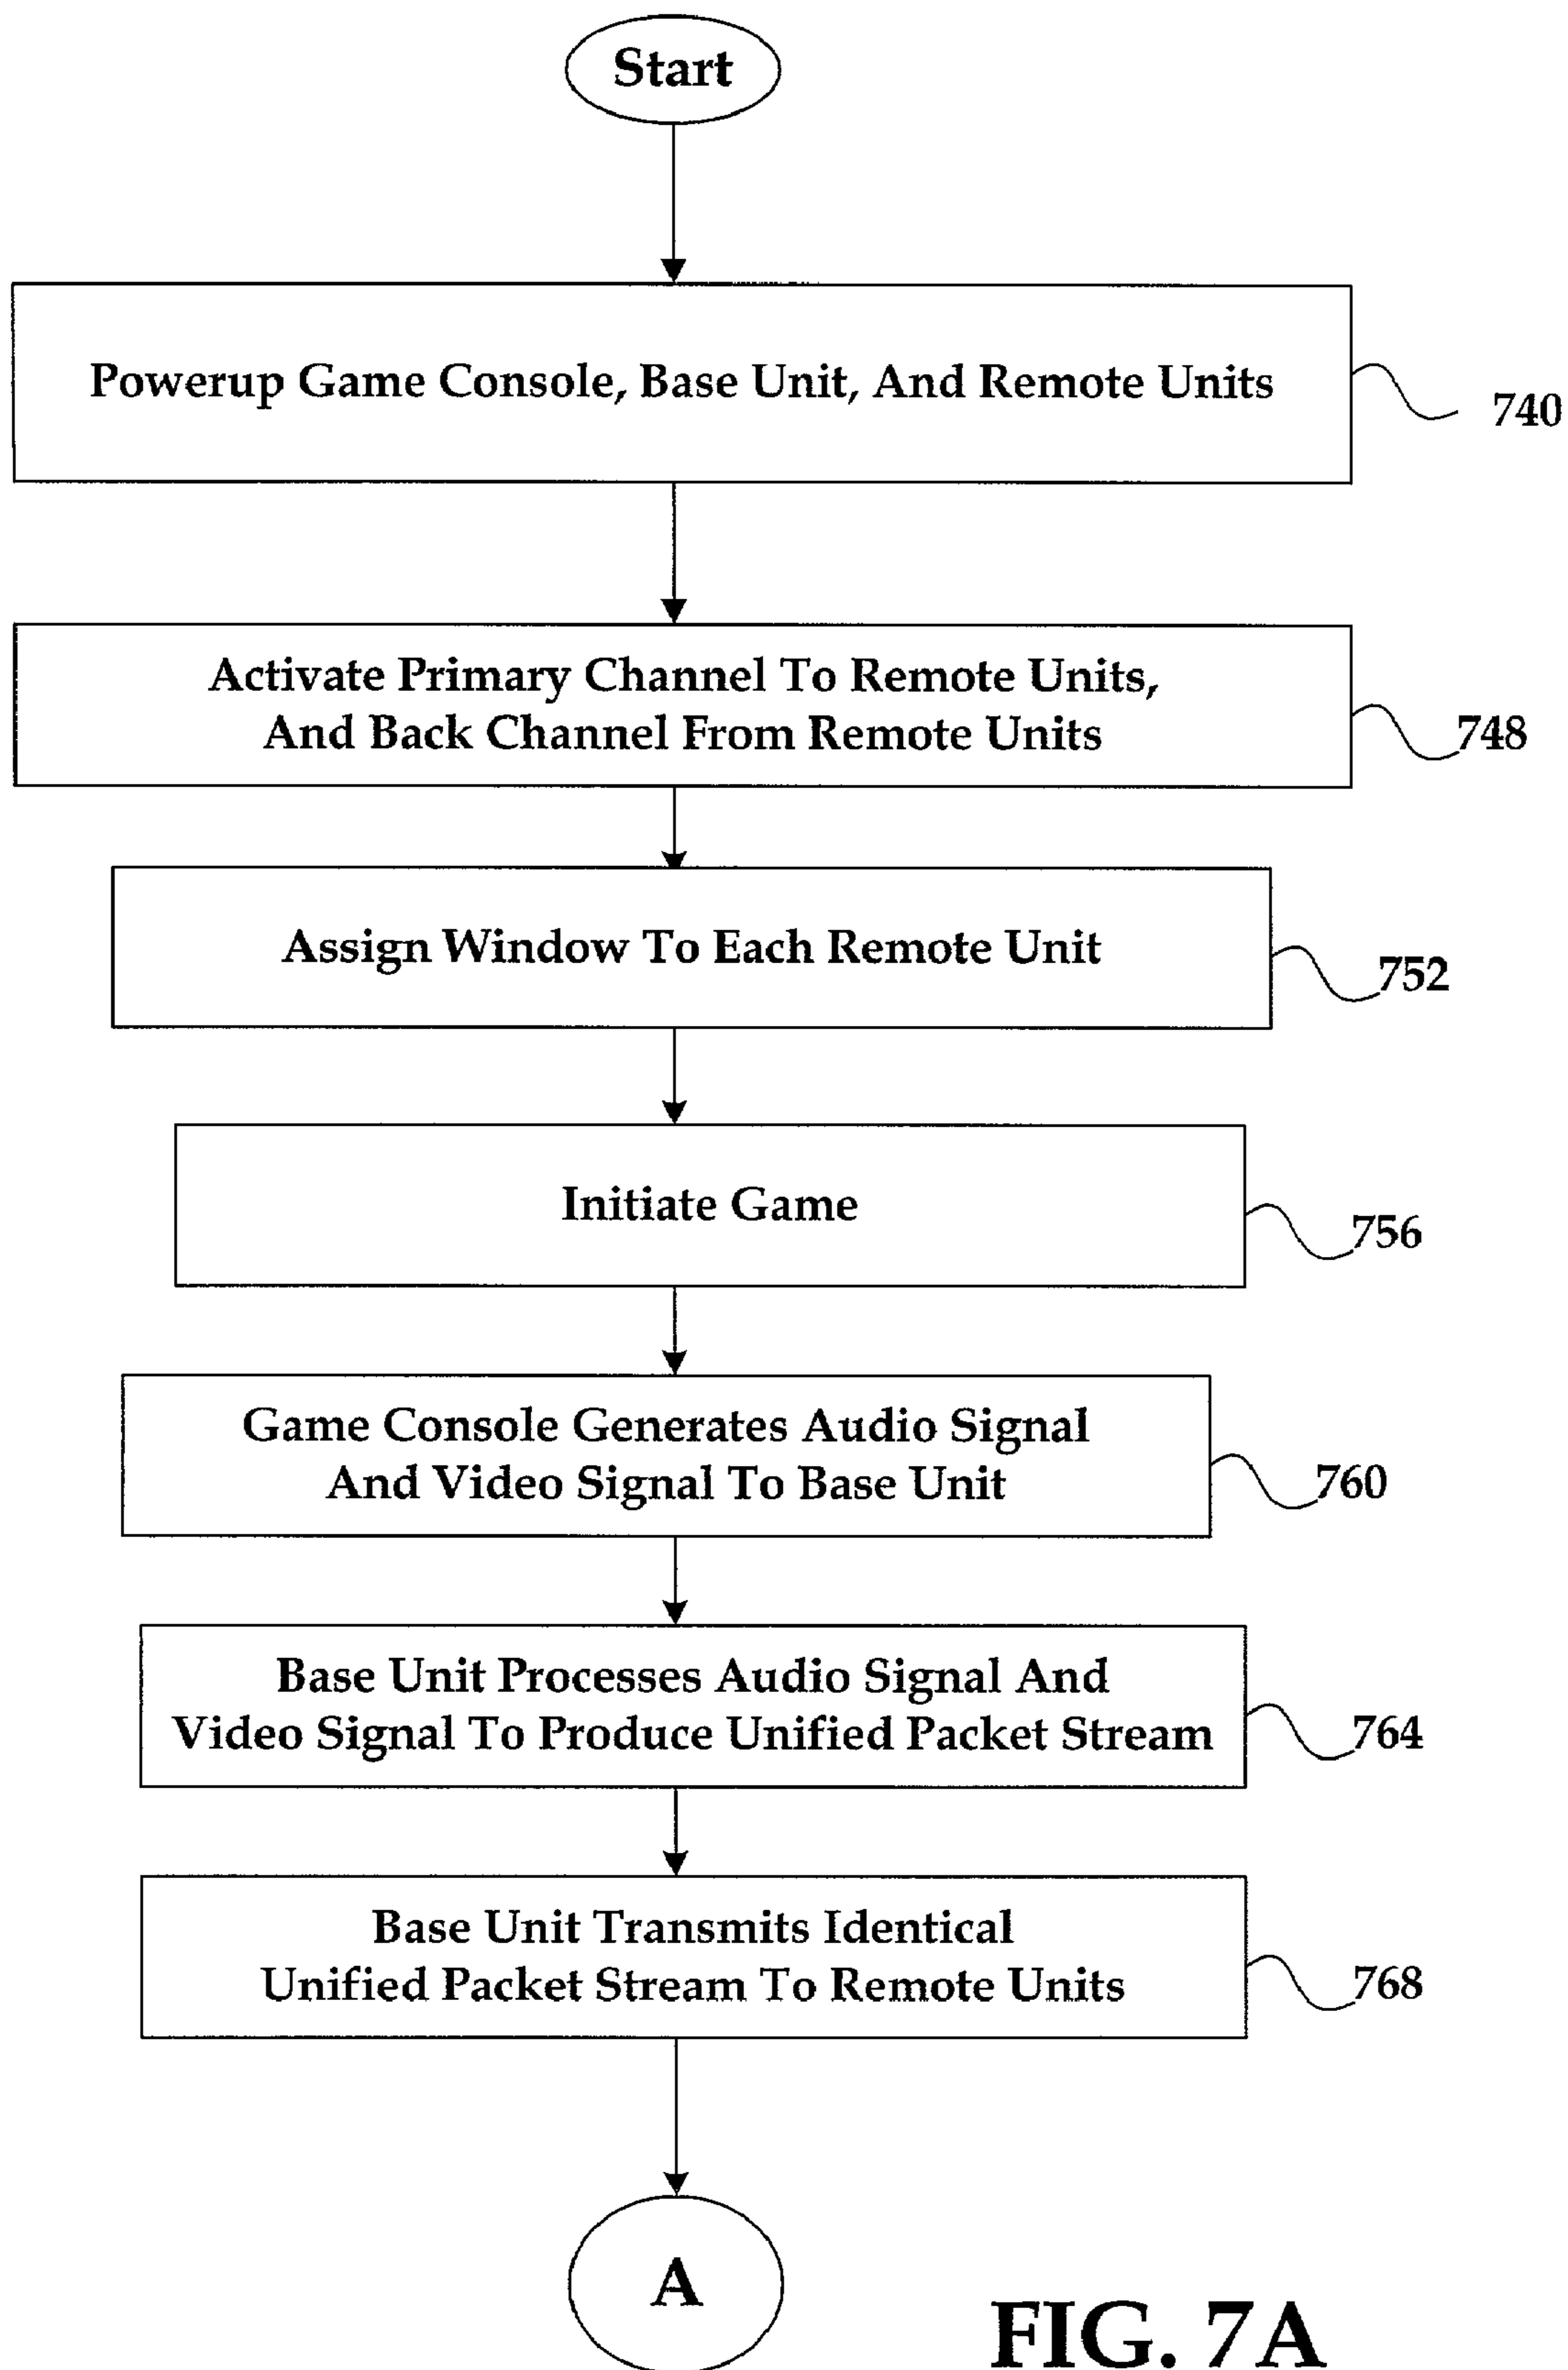 Start
Powerup Game Console, Base Unit, And Remote Units
740
Activate Primary Channel To Remote Units,
And Back Channel From Remote Units
748
Assign Window To Each Remote Unit
752
Initiate Game
756
Game Console Generates Audio Signal
And Video Signal To Base Unit
760
Base Unit Processes Audio Signal And
Video Signal To Produce Unified Packet Stream
764
Base Unit Transmits Identical
Unified Packet Stream To Remote Units
768
A
FIG. 7A